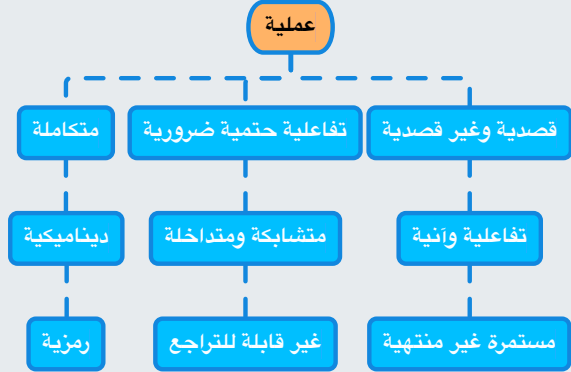 عملية
قصدية وغير قصدية
تفاعلية حتمية ضرورية
متكاملة
تفاعلية وآنية
متشابكة ومتداخلة
ديناميكية
مستمرة غير منتهية
غير قابلة للتراجع
رمزية